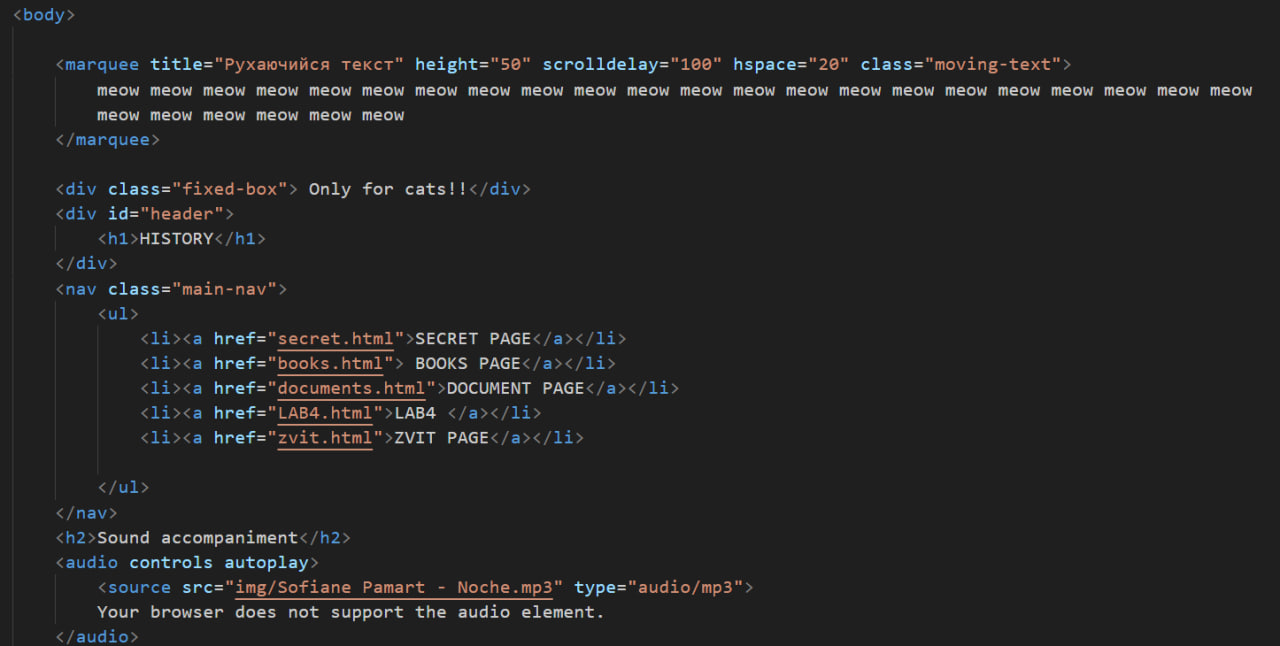 <body>
<marquee title="Рухаючийся текст" height="50" scrolldelay="100" hspace="20" class="moving-text">
meow meow meow meow meow meow meow meow meow meow meow meow meow meow meow meow meow meow meow meow meow meow
meow meow meow meow meow meow
</marquee>
<div class="fixed-box"> Only for cats!!</div>
<div id="header">
<h1>HISTORY</h1>
</div>
<nav class="main-nav">
<ul>
<li><a href="secret.html">SECRET PAGE</a></li>
<li><a href="books.html"> BOOKS PAGE</a></li>
<li><a href="documents.html">DOCUMENT PAGE</a></li>
<li><a href="LAB4.html">LAB4 </a></li>
<li><a href="zvit.html">ZVIT PAGE</a></li>
</ul>
</nav>
<h2>Sound accompaniment</h2>
<audio controls autoplay>
<source src="img/Sofiane Pamart - Noche.mp3" type="audio/mp3">
Your browser does not support the audio element.
</audio>